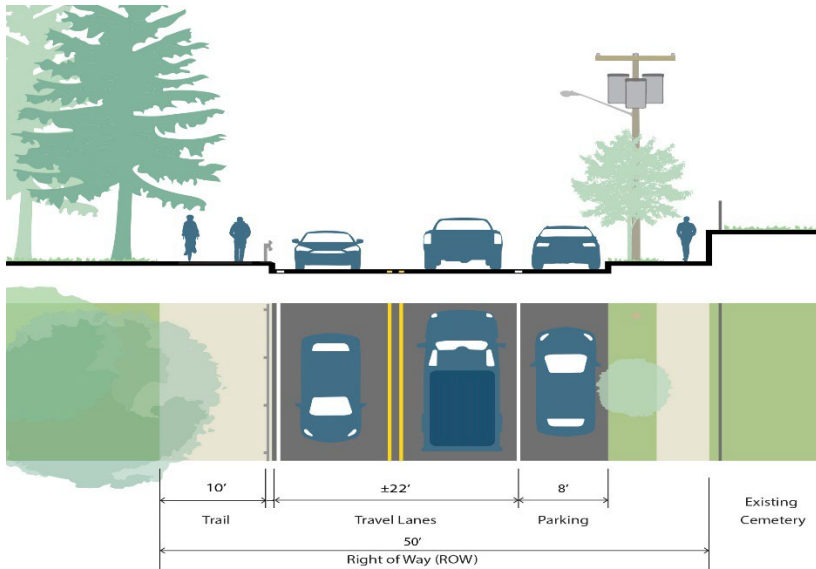 10’
±22’
8’
Trail
Travel Lanes
Parking
Existing
Cemetery
50’
Right of Way (ROW)